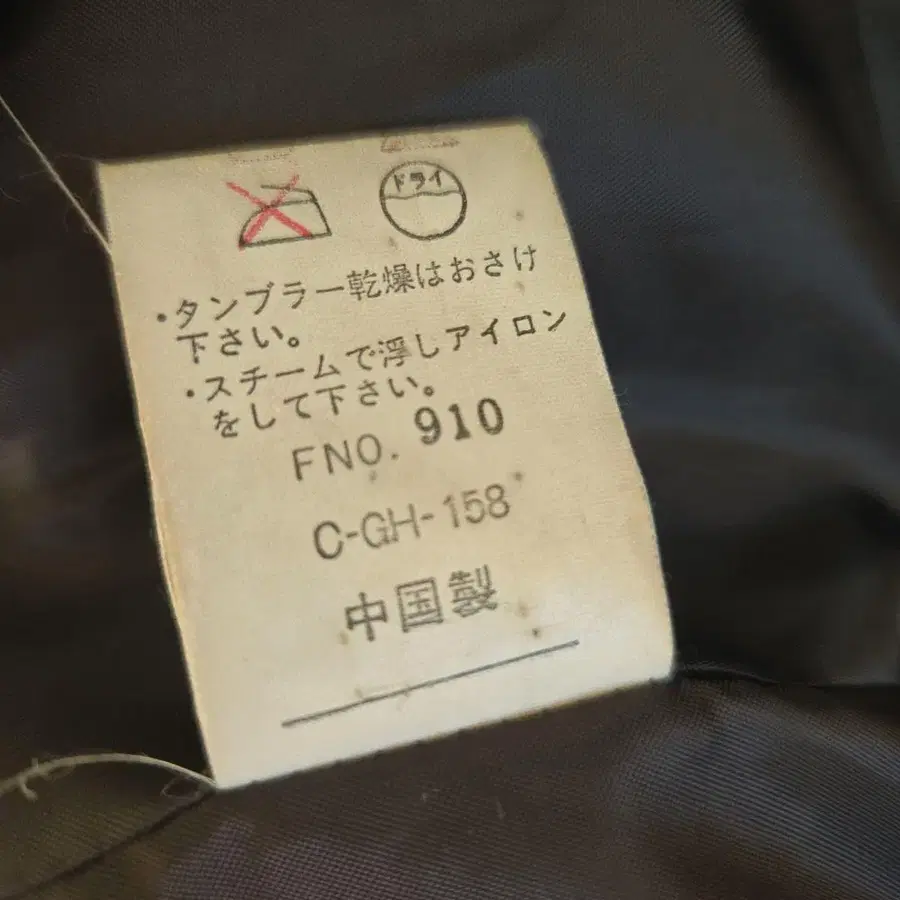 ドライ
・タンブラー乾燥はおさけ
下さい。
・スチームで浮しアイロン
をして下さい。
FNO. 910
C-GH-158
中国製